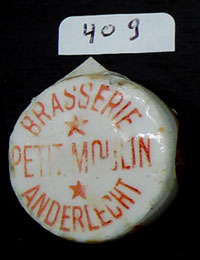 409
BRASSERIE
PETIT MOULIN
ANDERLECHT